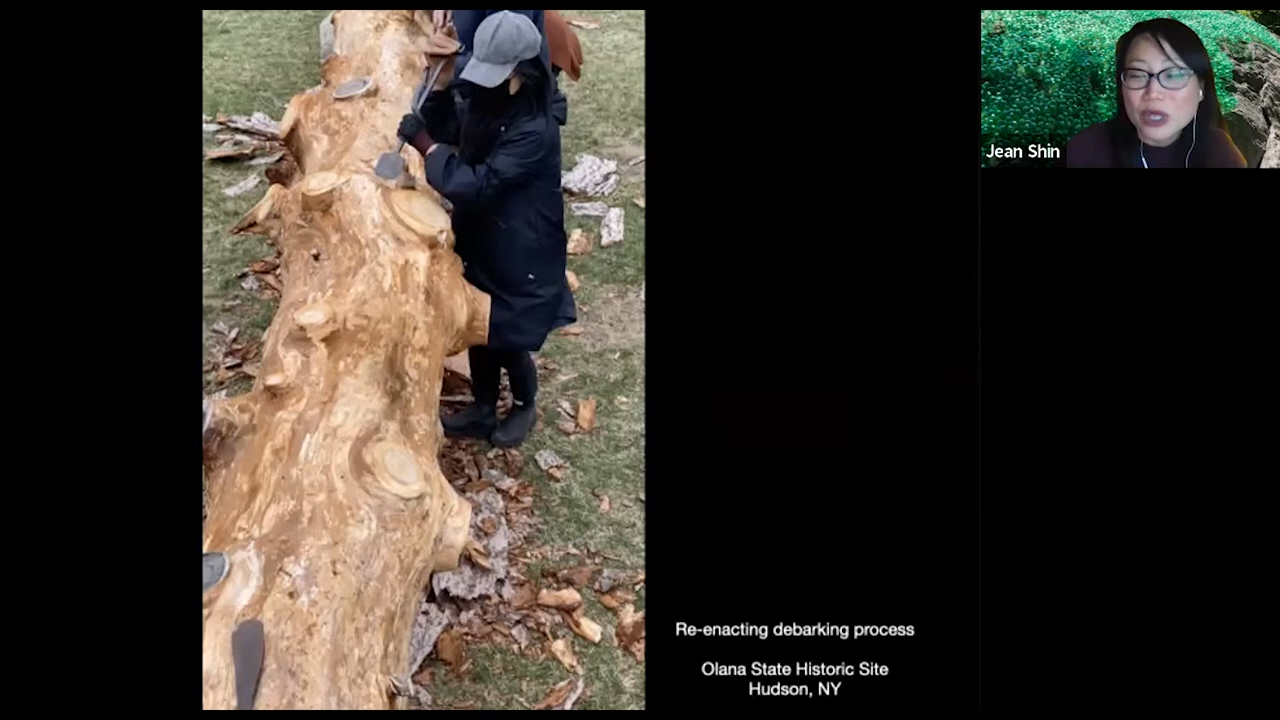 Jean Shin
Re-enacting debarking process
Olana State Historic Site
Hudson, NY